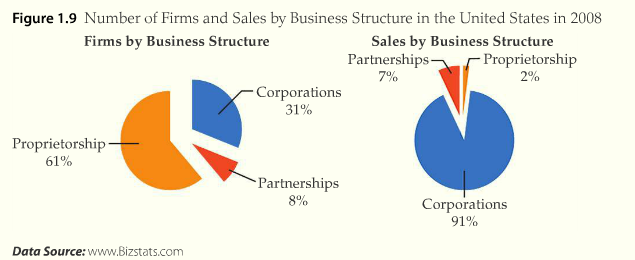 Figure 1.9 Number of Firms and Sales by Business Structure in the United States in 2008
Firms by Business Structure
Corporations
31%
Proprietorship
61%
Partnerships
8%
Sales by Business Structure
Partnerships
7%
Proprietorship
2%
Corporations
91%
Data Source: www.Bizstats.com